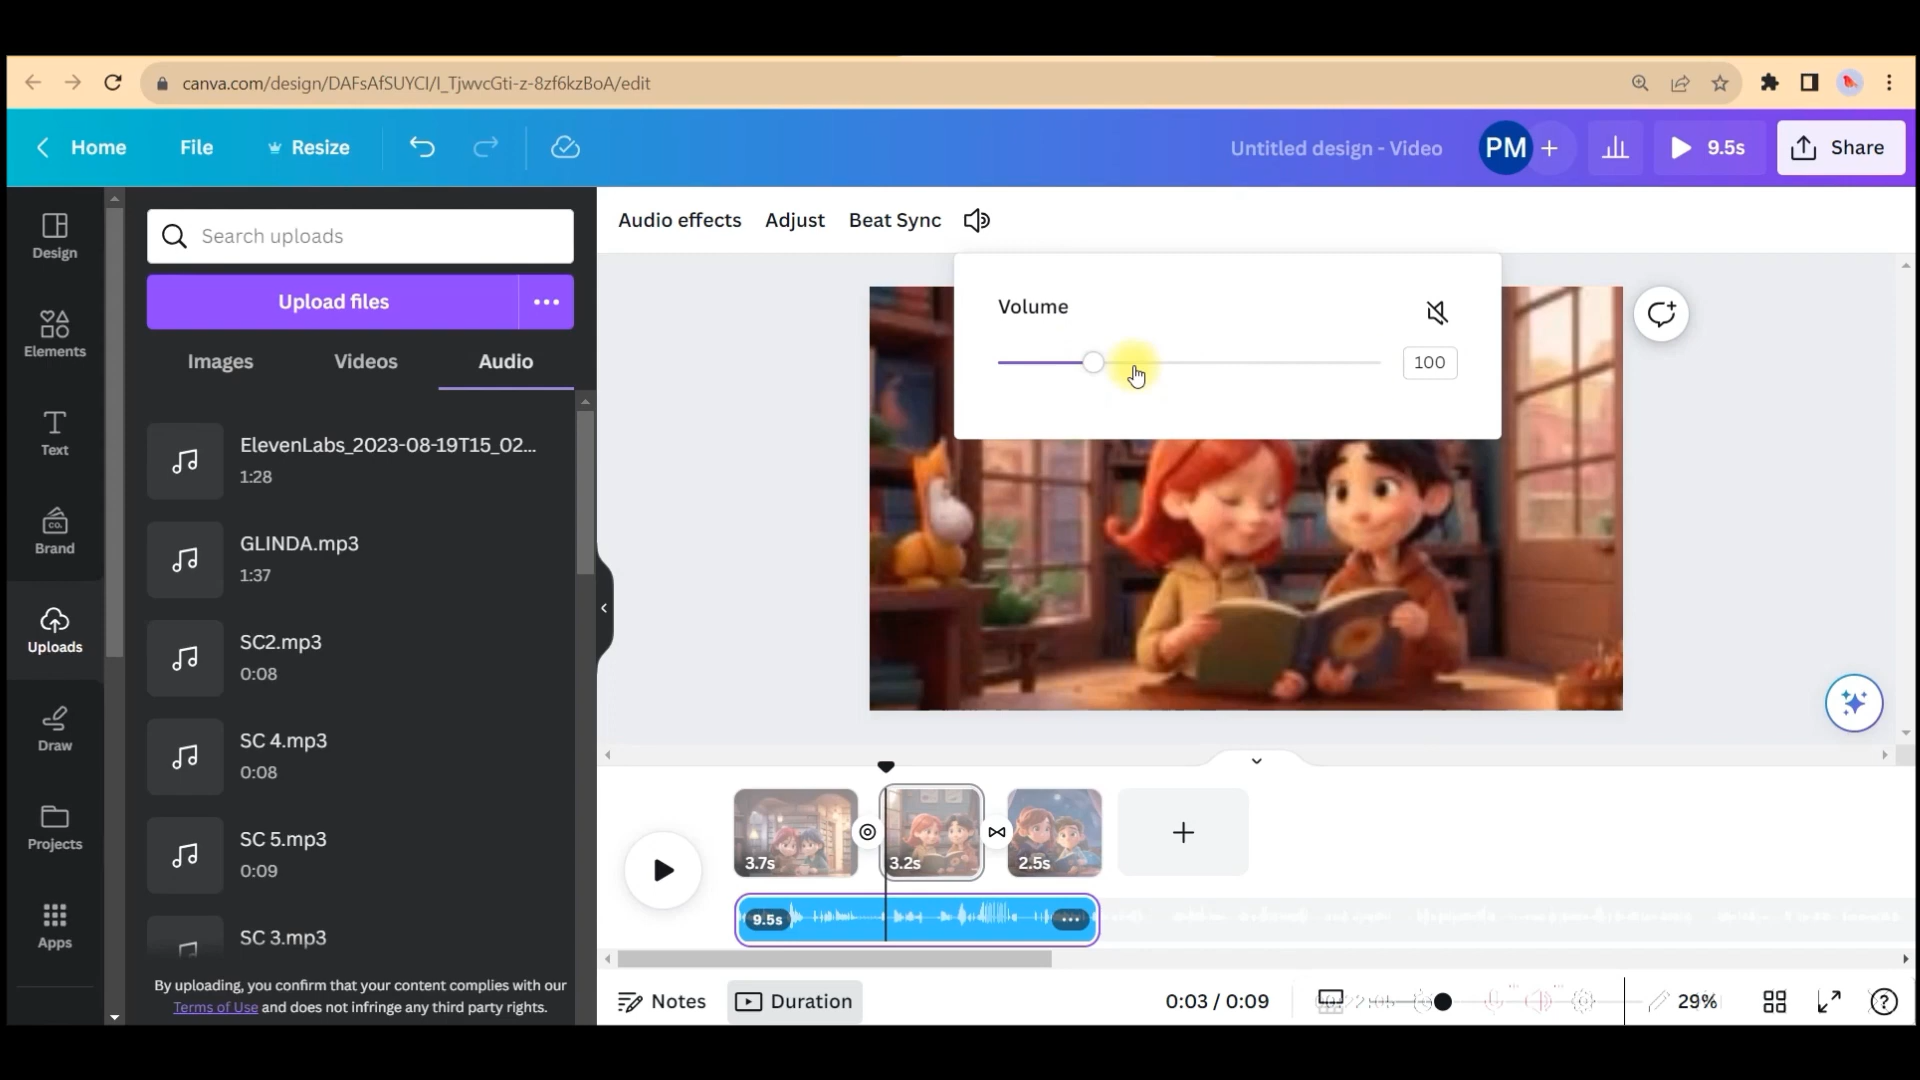 canva.com/design/DAFsAfSUYCI/I_TjwvcGti-z-8zf6kzBoA/edit
Home File Resize Untitled design - Video PM + 9.5s Share
Audio effects Adjust Beat Sync
Design
Elements
Text
Brand
Uploads
Draw
Projects
Apps
Search uploads
Upload files
Images Videos Audio
ElevenLabs_2023-08-19T15_02...
1:28
GLINDA.mp3
1:37
SC2.mp3
0:08
SC 4.mp3
0:08
SC 5.mp3
0:09
SC 3.mp3
By uploading, you confirm that your content complies with our
Terms of Use and does not infringe any third party rights.
Volume
100
3.7s 3.2s 2.5s
9.5s
Notes Duration 0:03 / 0:09 29%